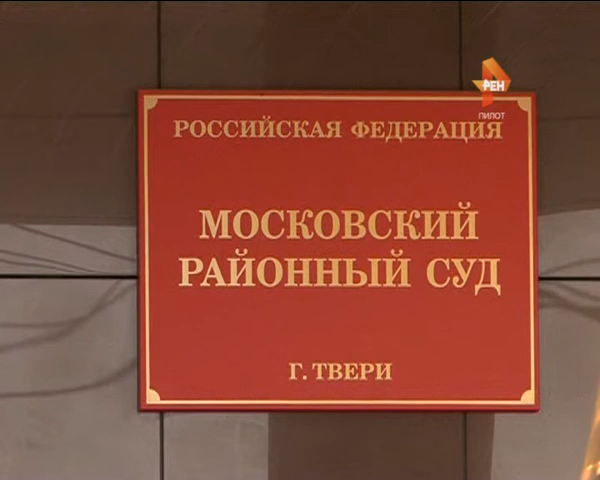 РЕН
ПИЛОТ
РОССИЙСКАЯ ФЕДЕРАЦИЯ
МОСКОВСКИЙ
РАЙОННЫЙ СУД
Г. ТВЕРИ